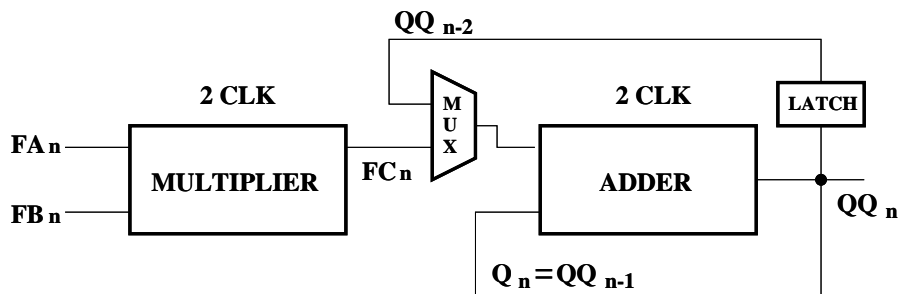 QQ n-2
2 CLK
2 CLK
LATCH
M
U
X
FA n
MULTIPLIER
FC n
ADDER
FB n
QQ n
Q n = QQ n-1